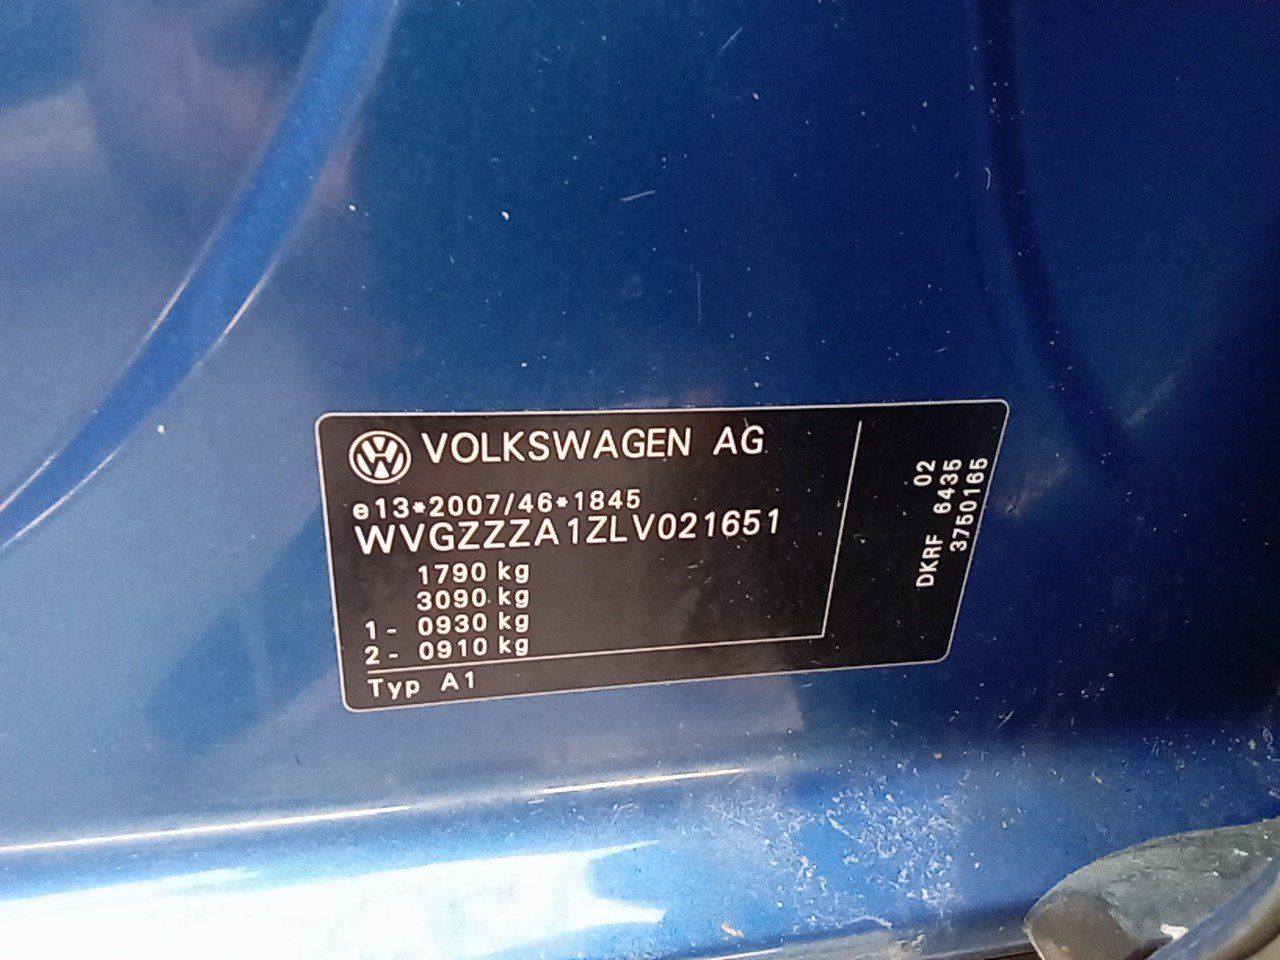 VOLKSWAGEN AG
e13*2007/46*1845
WVGZZZA1ZLV021651
1790 kg
3090 kg
1- 0930 kg
2- 0910 kg
Typ A1
DKRF 6435 02
3750165